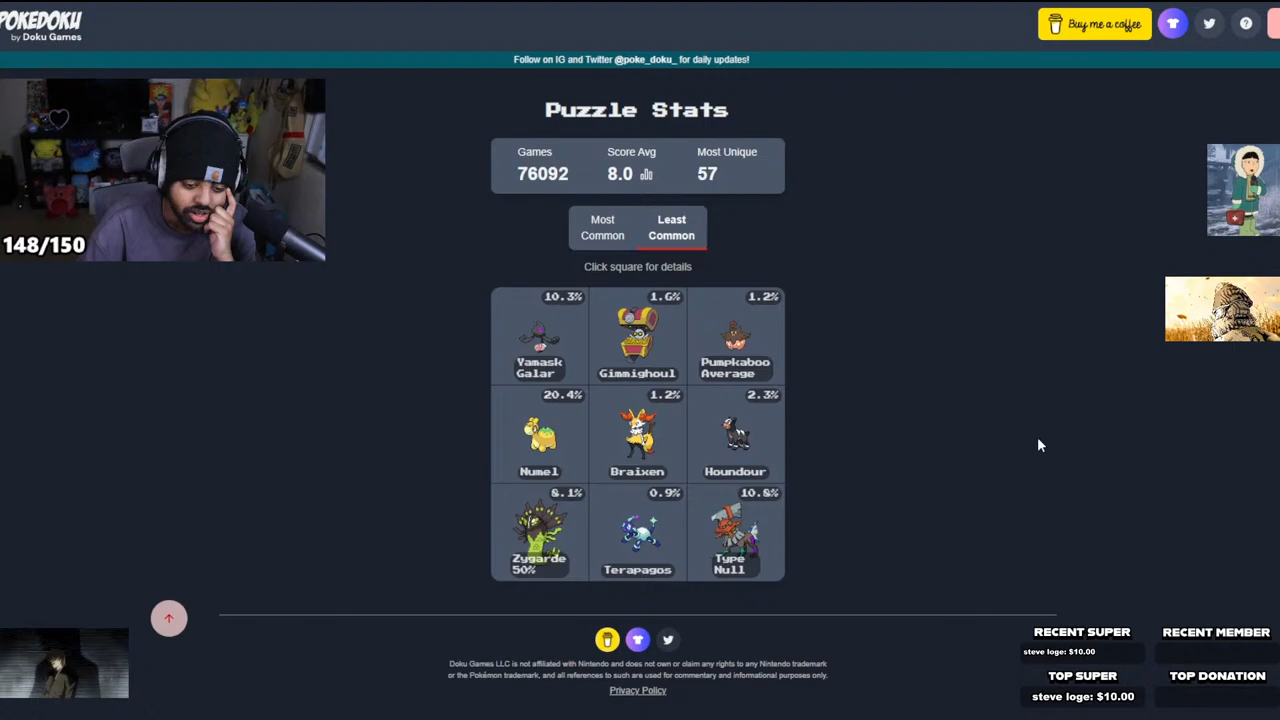 POKEDOKU
by Doku Games
Buy me a coffee
?
Follow on IG and Twitter @poke_doku_ for daily updates!
148/150
Puzzle Stats
Games Score Avg Most Unique
76092 8.0 57
Most Common
Least Common
Click square for details
10.3% 1.6% 1.2%
Yamask Galar
Gimmighoul
Pumpkaboo Average
20.4% 1.2% 2.3%
Numel Braixen Houndour
8.1% 0.9% 10.8%
Zygarde 50%
Terapagos
Type Null
Doku Games LLC is not affiliated with Nintendo and does not own or claim any rights to any Nintendo trademark
or the Pokémon trademark, and all references to such are used for commentary and informational purposes only.
Privacy Policy
RECENT SUPER RECENT MEMBER
steve loge: $10.00
TOP SUPER TOP DONATION
steve loge: $10.00